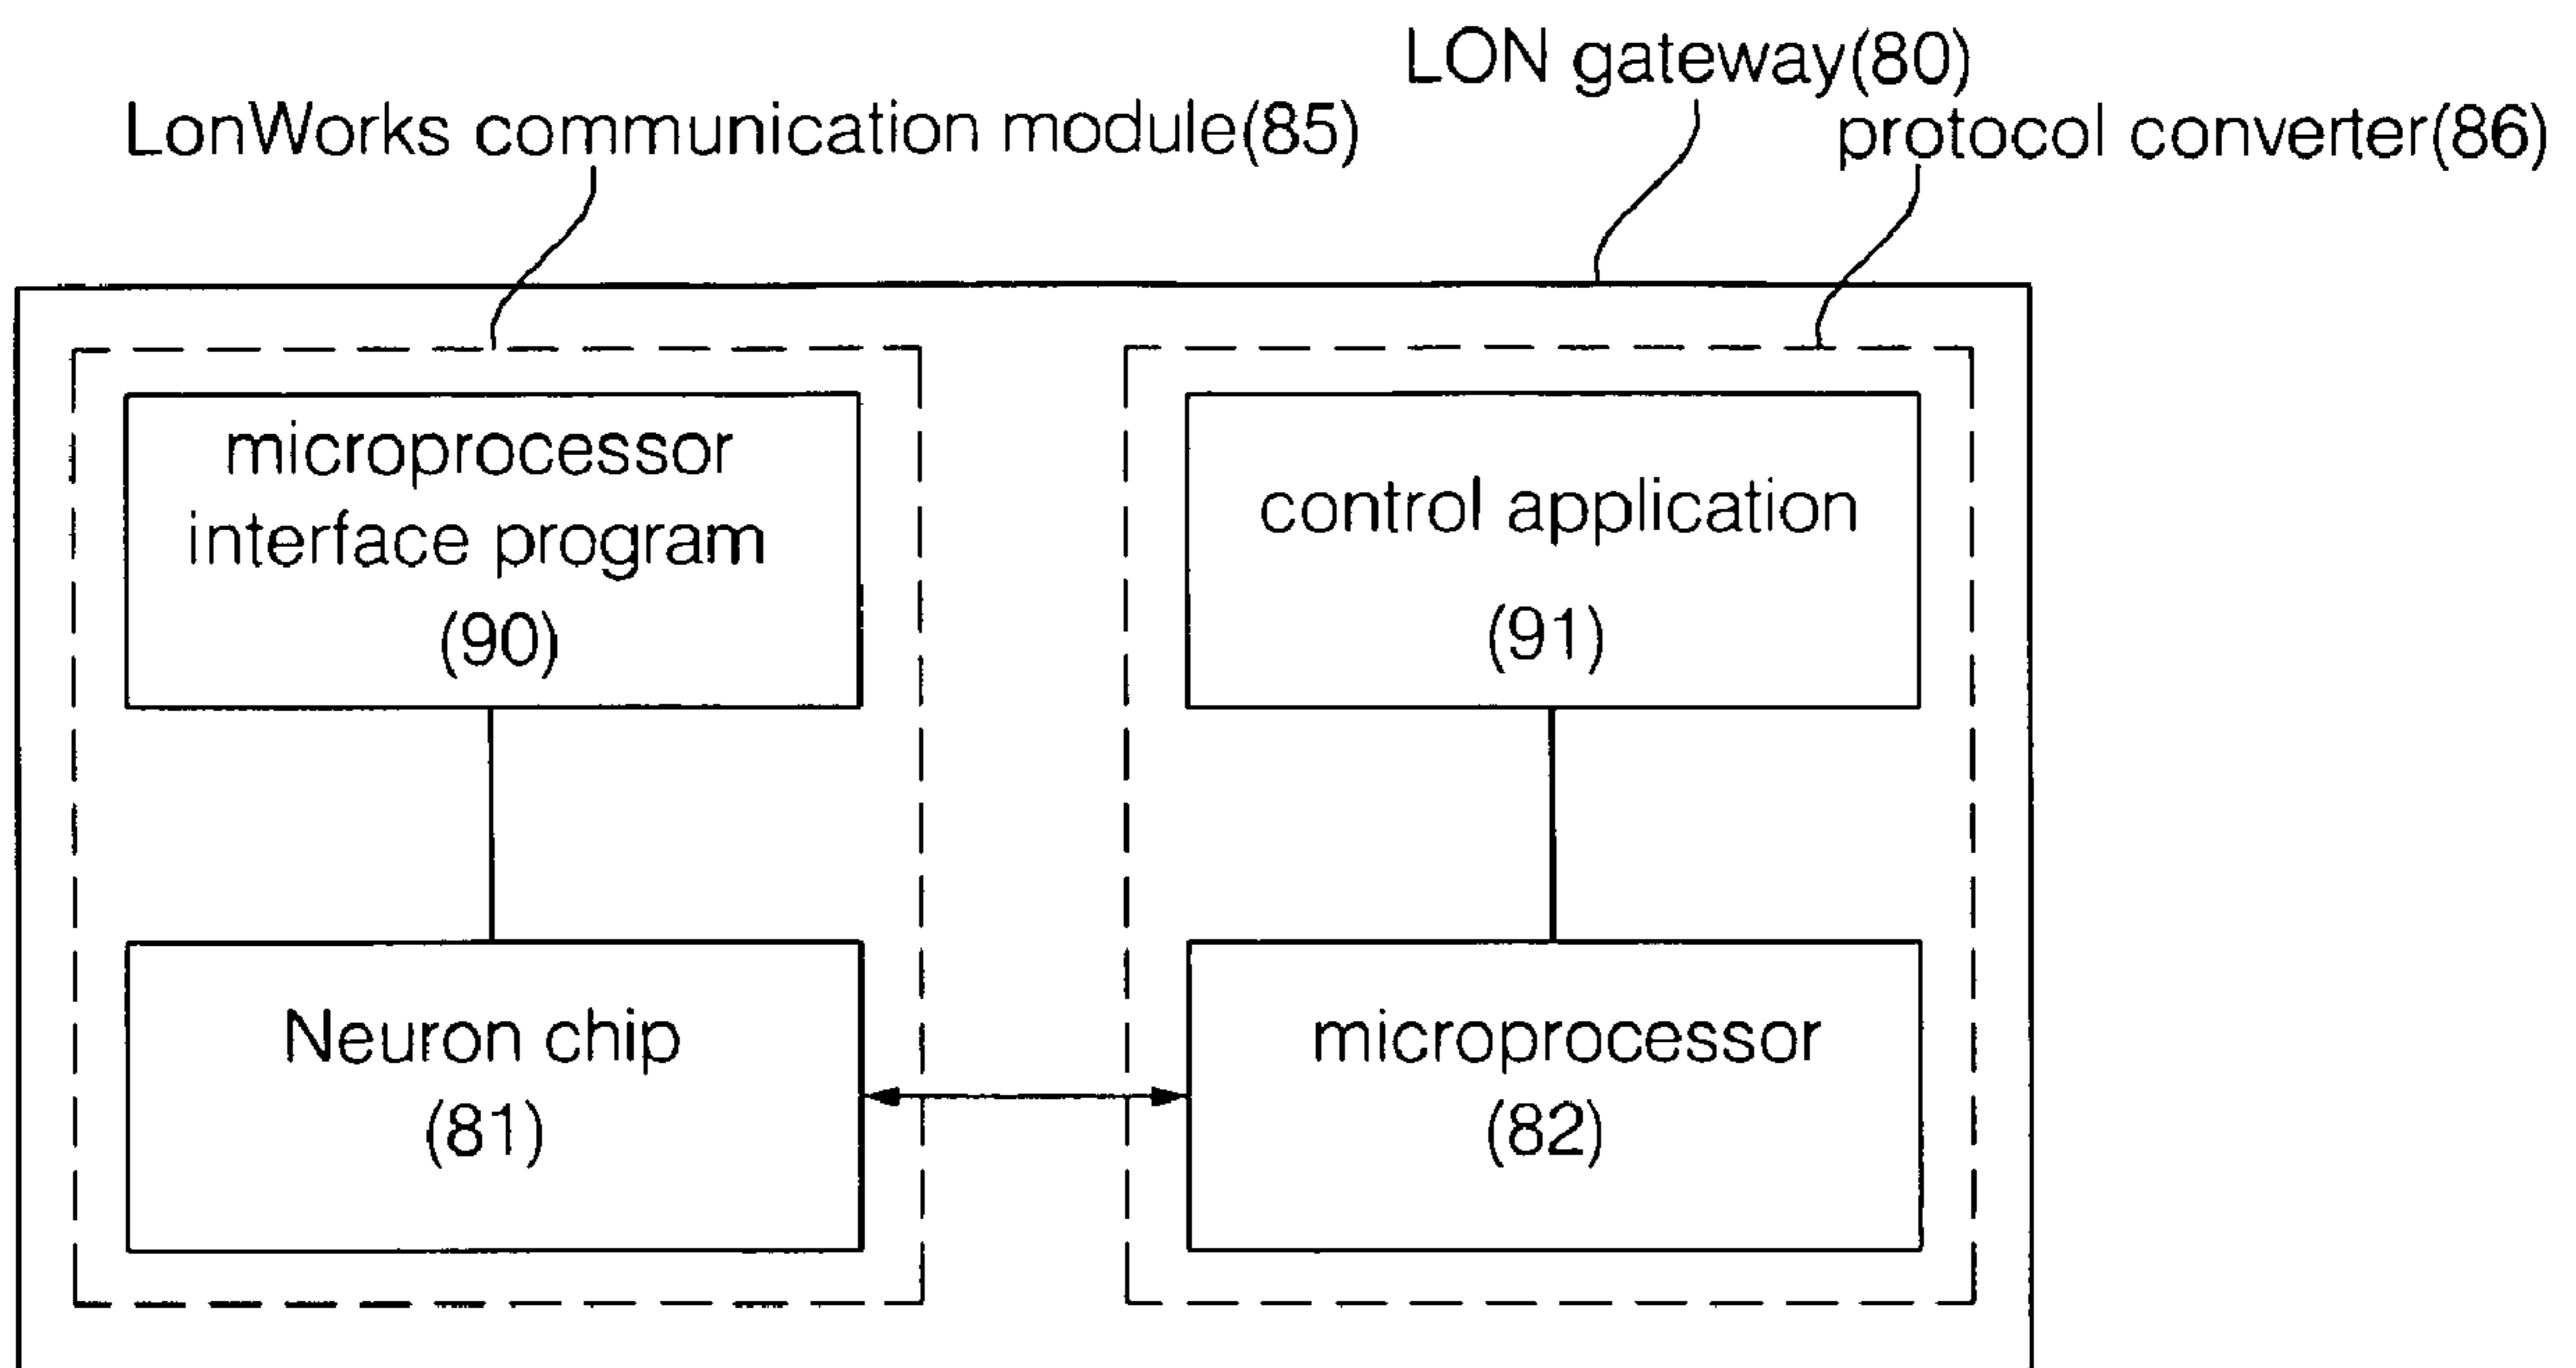 LON gateway(80)
LonWorks communication module(85)
protocol converter(86)
microprocessor
interface program
(90)
control application
(91)
Neuron chip
(81)
microprocessor
(82)